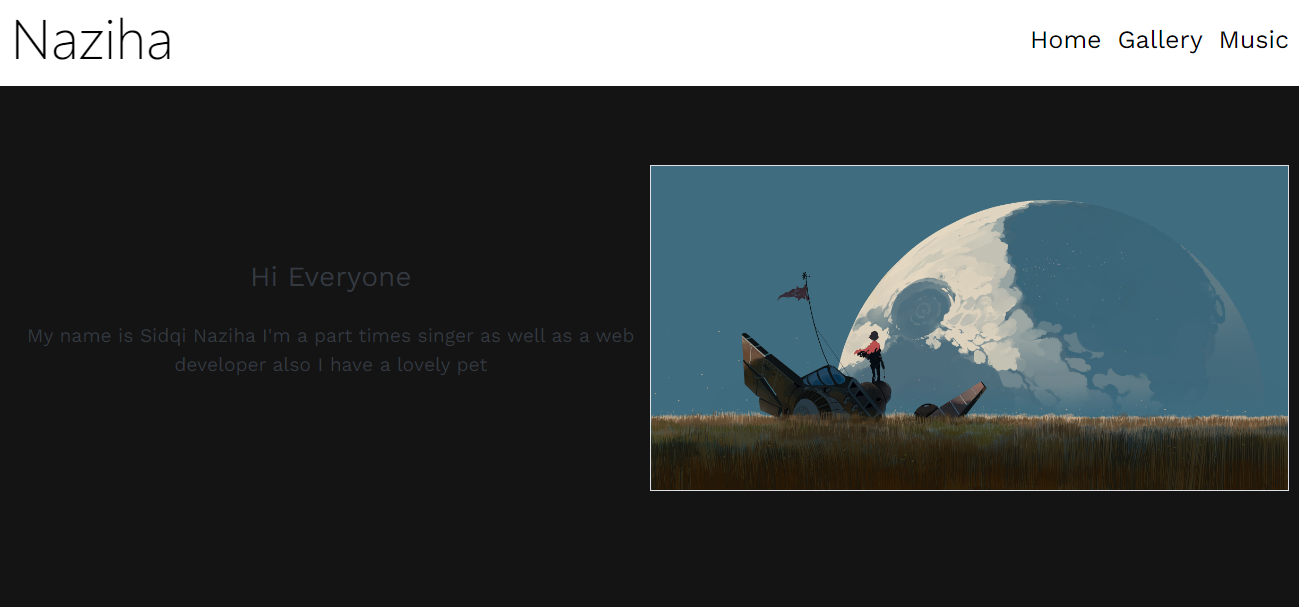 Naziha
Home Gallery Music
Hi Everyone
My name is Sidqi Naziha I'm a part times singer as well as a web
developer also I have a lovely pet